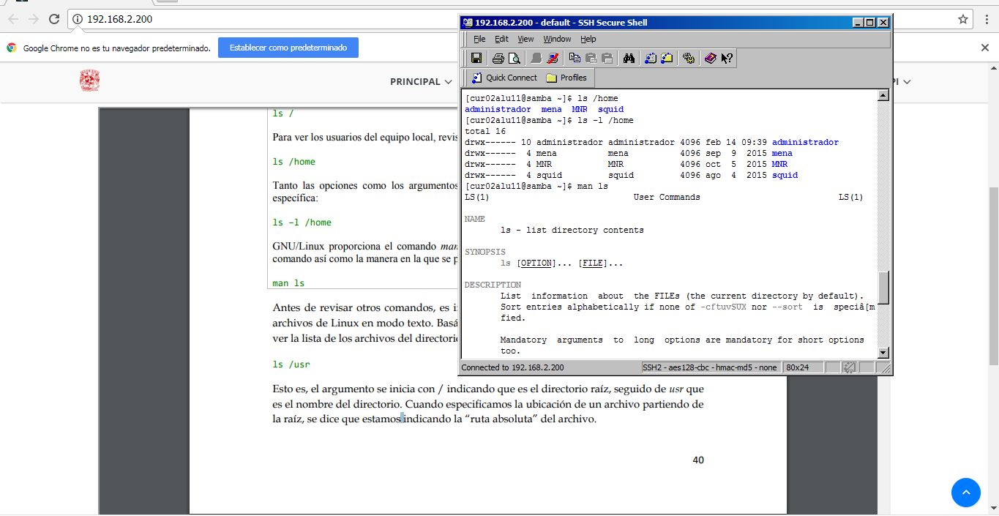 192.168.2.200
Google Chrome no es tu navegador predeterminado.
Establecer como predeterminado
PRINCIPAL
PI
ls /
Para ver los usuarios del equipo local, revis
ls /home
Tanto las opciones como los argumentos
específica:
ls -l /home
GNU/Linux proporciona el comando man
comando así como la manera en la que se p
man ls
Antes de revisar otros comandos, es i
archivos de Linux en modo texto. Basá
ver la lista de los archivos del directorio
ls /usr
Esto es, el argumento se inicia con / indicando que es el directorio raíz, seguido de usr que
es el nombre del directorio. Cuando especificamos la ubicación de un archivo partiendo de
la raíz, se dice que estamos indicando la “ruta absoluta” del archivo.
40
192.168.2.200 - default - SSH Secure Shell
File Edit View Window Help
Quick Connect Profiles
[cur02alu11@samba ~]$ ls /home
administrador mena MNR squid
[cur02alu11@samba ~]$ ls -l /home
total 16
drwx------ 10 administrador administrador 4096 feb 14 09:39 administrador
drwx------ 4 mena mena 4096 sep 9 2015 mena
drwx------ 4 MNR MNR 4096 oct 5 2015 MNR
drwx------ 4 squid squid 4096 ago 4 2015 squid
[cur02alu11@samba ~]$ man ls
LS(1) User Commands LS(1)
NAME
ls - list directory contents
SYNOPSIS
ls [OPTION]... [FILE]...
DESCRIPTION
List information about the FILEs (the current directory by default).
Sort entries alphabetically if none of -cftuvSUX nor --sort is speciâ[m
fied.
Mandatory arguments to long options are mandatory for short options
too.
Connected to 192.168.2.200
SSH2 - aes128-cbc - hmac-md5 - none
80x24